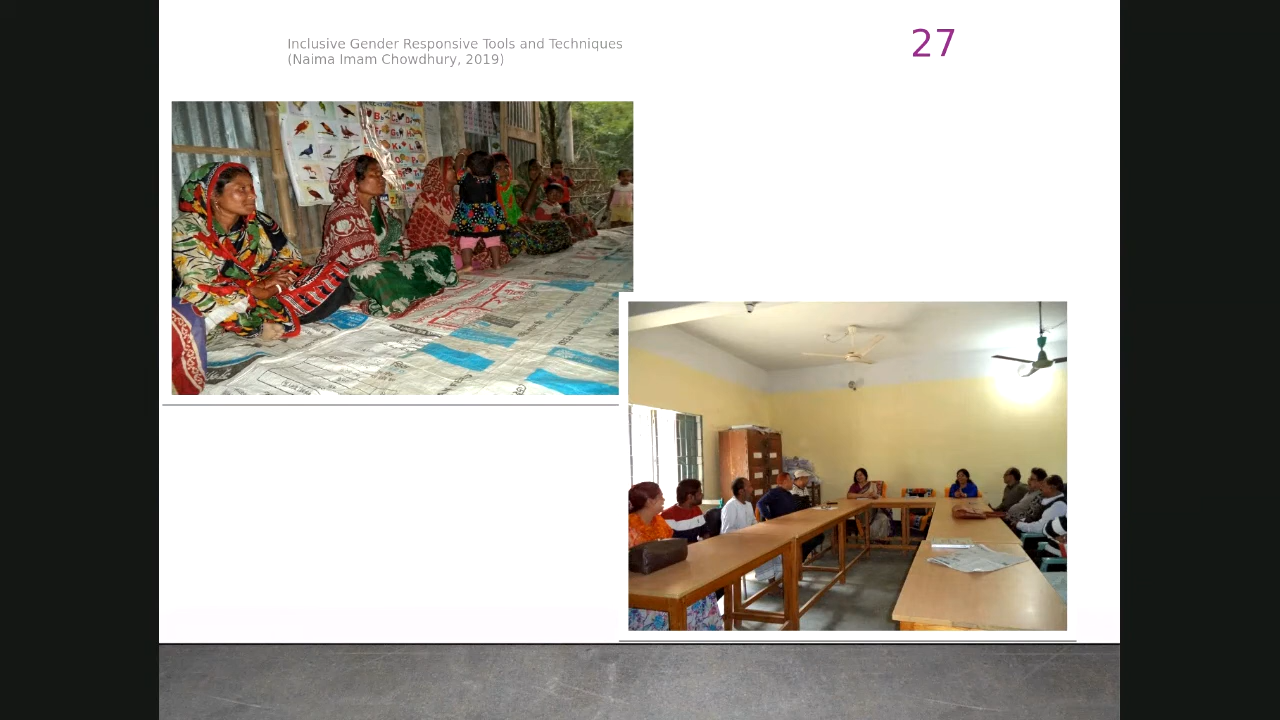 Inclusive Gender Responsive Tools and Techniques
(Naima Imam Chowdhury, 2019)
27